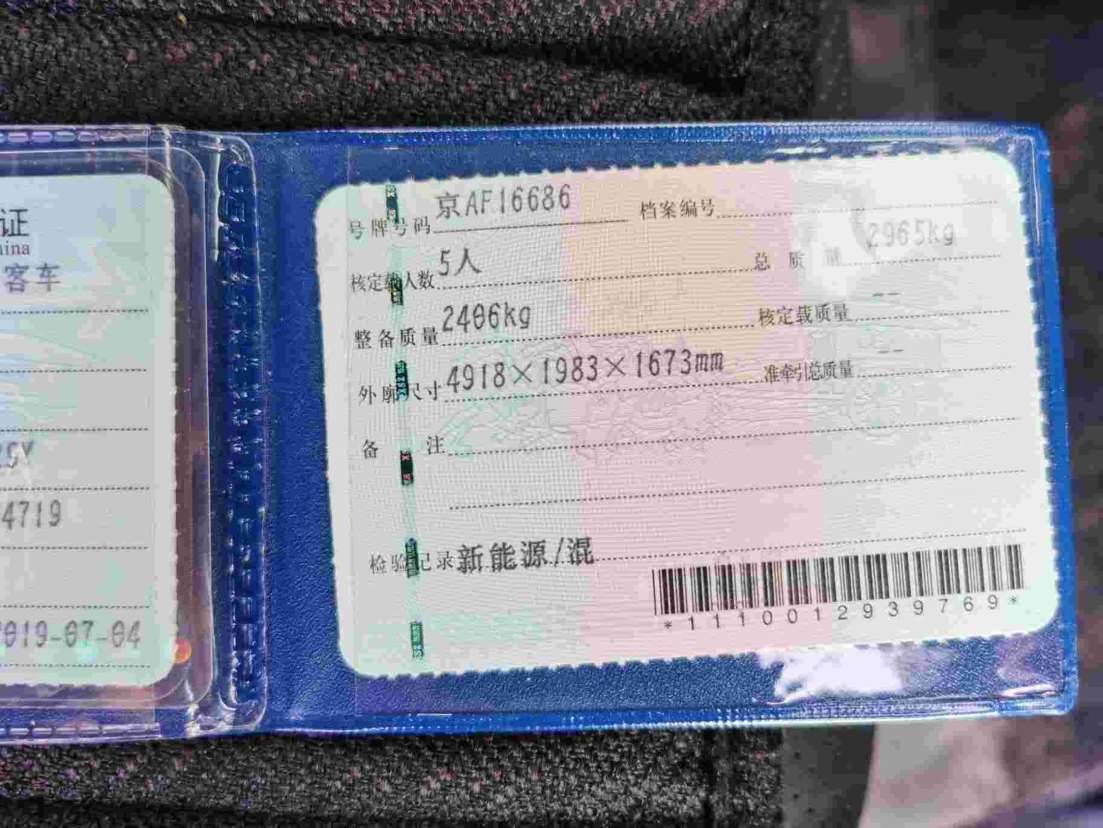 证
ina
客车
4719
019-07-04
号牌号码 京AF16686 档案编号
核定载人数 5人 总质量 2965kg
整备质量 2406kg 核定载质量 --
外廓尺寸 4918×1983×1673mm 准牵引总质量 --
备注
检验记录 新能源/混
*1110012939769*